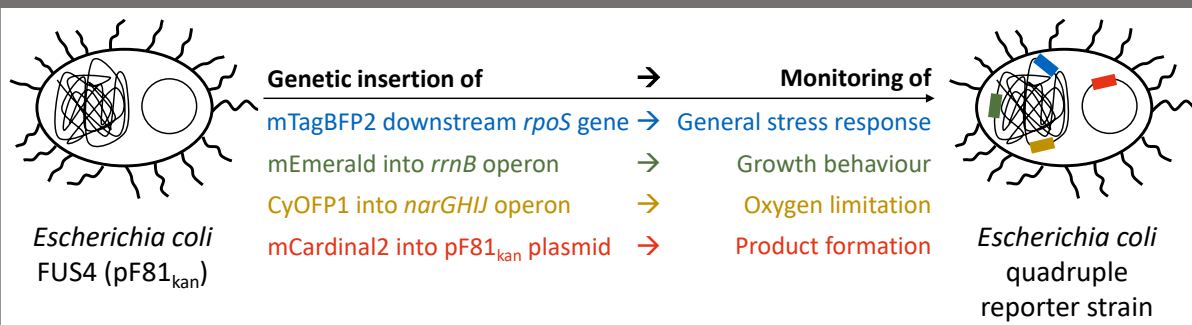 Genetic insertion of → Monitoring of
mTagBFP2 downstream rpoS gene → General stress response
mEmerald into rrnB operon → Growth behaviour
CyOFP1 into narGHIJ operon → Oxygen limitation
mCardinal2 into pF81kan plasmid → Product formation
Escherichia coli
FUS4 (pF81kan)
Escherichia coli
quadruple
reporter strain